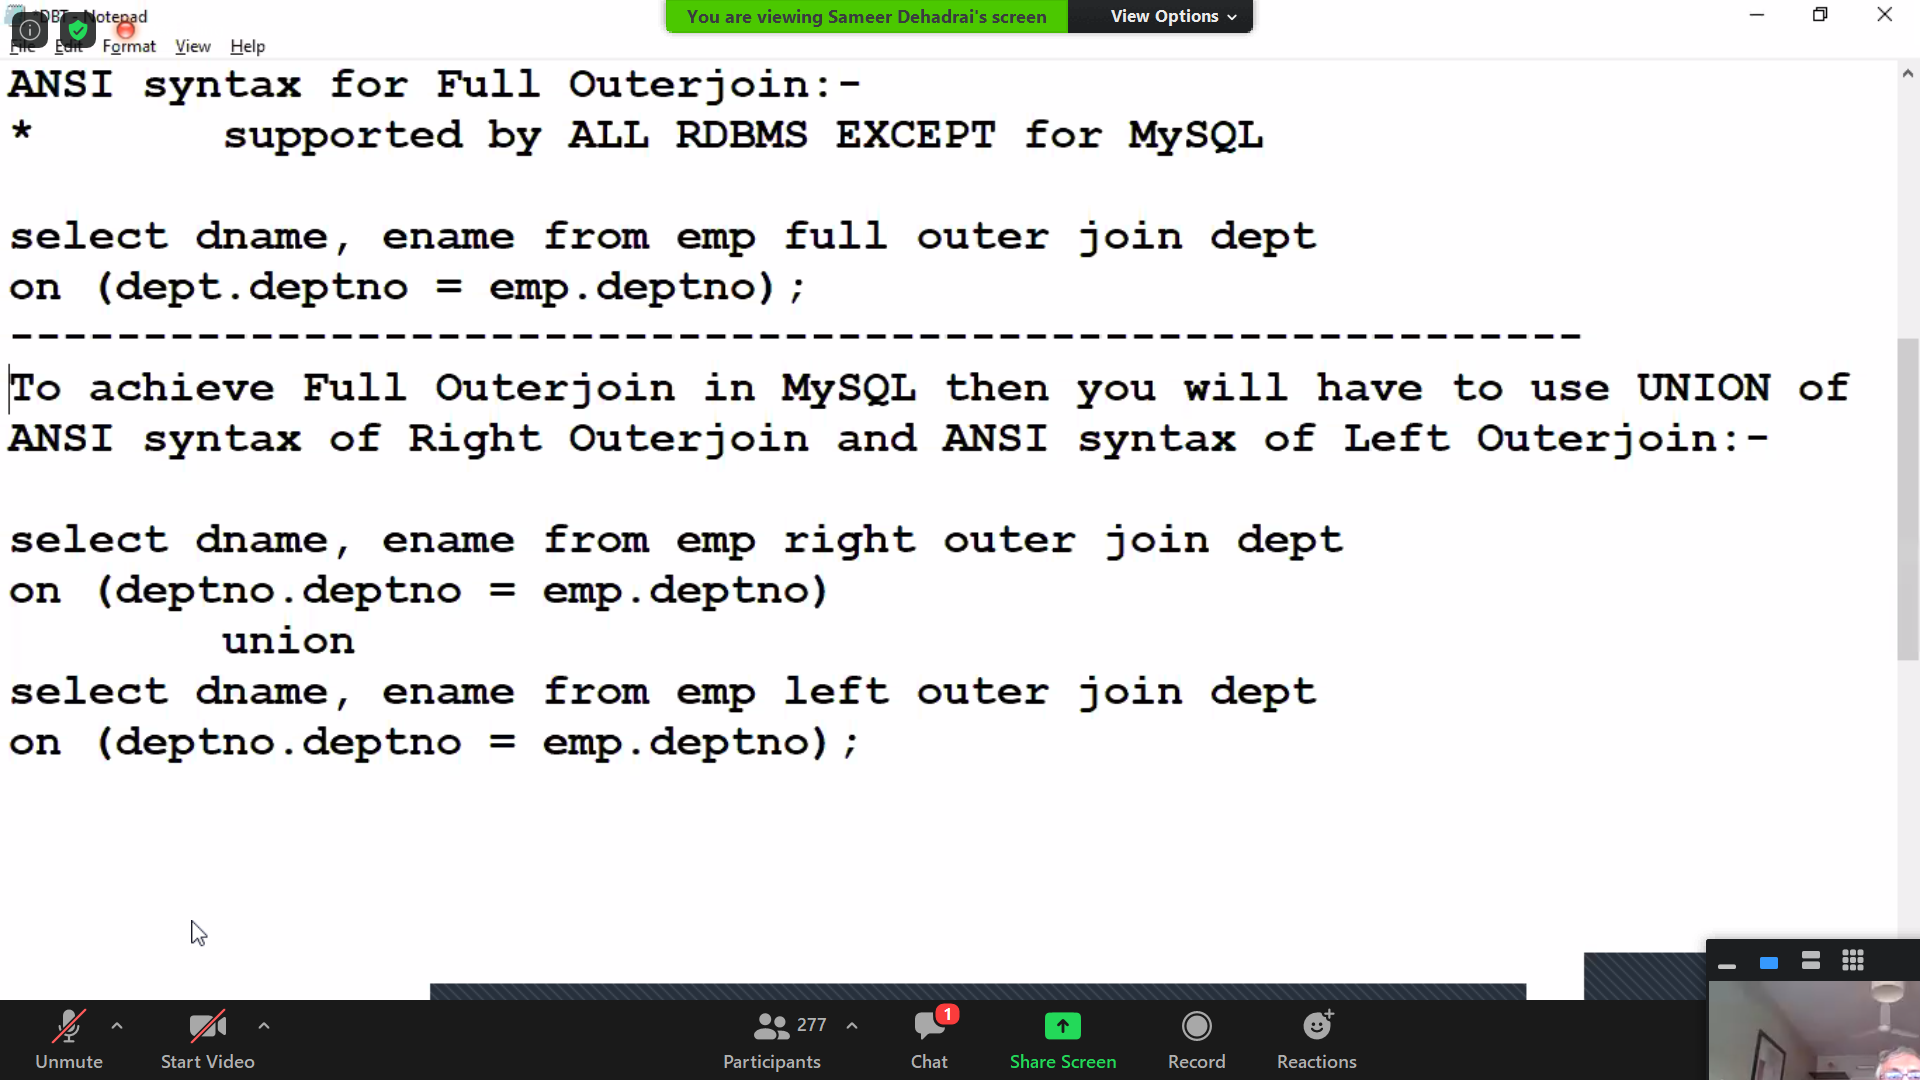 *DBT - Notepad
You are viewing Sameer Dehadrai's screen
View Options
File Edit Format View Help
ANSI syntax for Full Outerjoin:-
* supported by ALL RDBMS EXCEPT for MySQL
select dname, ename from emp full outer join dept
on (dept.deptno = emp.deptno);
-----------------------------------------------------------
To achieve Full Outerjoin in MySQL then you will have to use UNION of
ANSI syntax of Right Outerjoin and ANSI syntax of Left Outerjoin:-
select dname, ename from emp right outer join dept
on (deptno.deptno = emp.deptno)
union
select dname, ename from emp left outer join dept
on (deptno.deptno = emp.deptno);
277
1
Unmute
Start Video
Participants
Chat
Share Screen
Record
Reactions